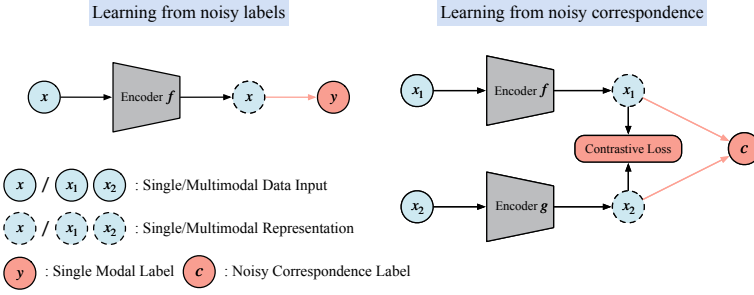 Learning from noisy labels
x
Encoder f
x
y
x / x1 x2 : Single/Multimodal Data Input
x / x1 x2 : Single/Multimodal Representation
y : Single Modal Label
c : Noisy Correspondence Label
Learning from noisy correspondence
x1
Encoder f
x1
Contrastive Loss
c
x2
Encoder g
x2